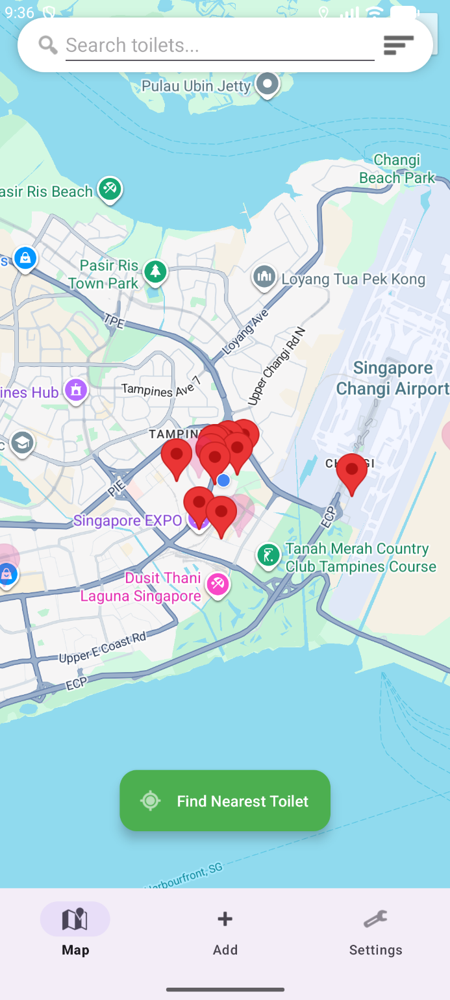 9:36
Search toilets...
Pulau Ubin Jetty
Changi
Beach Park
asir Ris Beach
s
Pasir Ris
Town Park
Loyang Tua Pek Kong
TPE
Loyang Ave
Upper Changi Rd N
Singapore
Changi Airport
Tampines Ave 7
ines Hub
TAMPIN
c
CH GI
PIE
ECP
Singapore EXPO
Tanah Merah Country
Club Tampines Course
Dusit Thani
Laguna Singapore
Upper E Coast Rd
ECP
Find Nearest Toilet
Harbourfront, SG
Map
Add
Settings